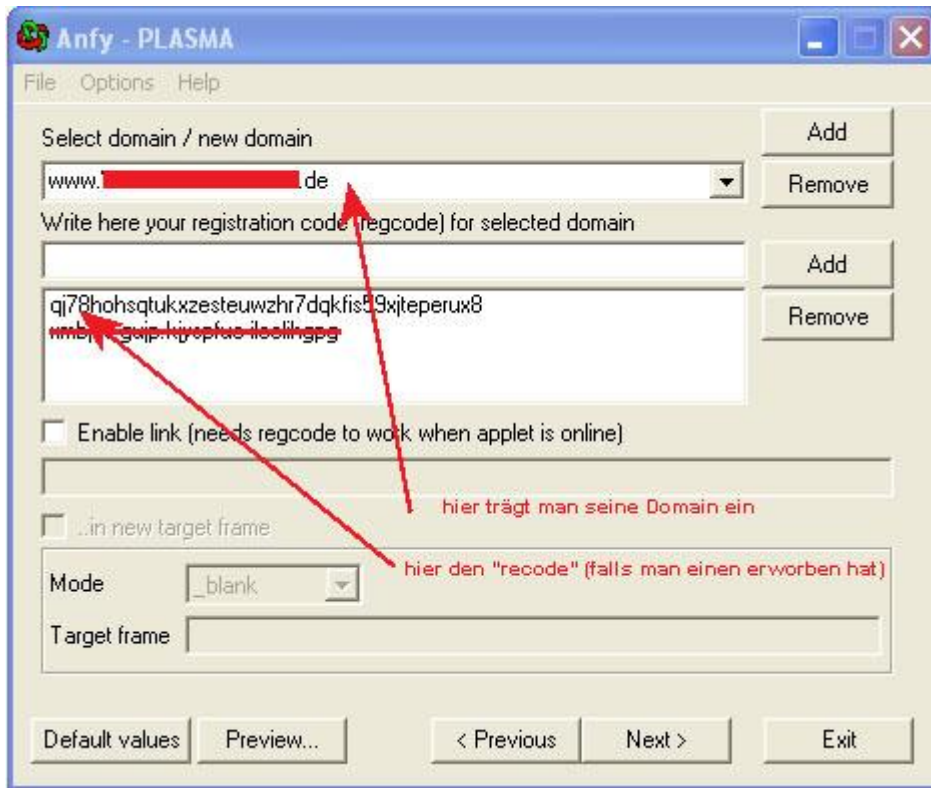 Anfy - PLASMA
File Options Help
Select domain / new domain
Add
www. .de
Remove
Write here your registration code (regcode) for selected domain
Add
qj78hohsqtukxzesteuwzhr7dqkfis59xjteperux8
Remove
Enable link (needs regcode to work when applet is online)
hier trägt man seine Domain ein
..in new target frame
hier den "recode" (falls man einen erworben hat)
Mode
_blank
Target frame
Default values
Preview...
< Previous
Next >
Exit